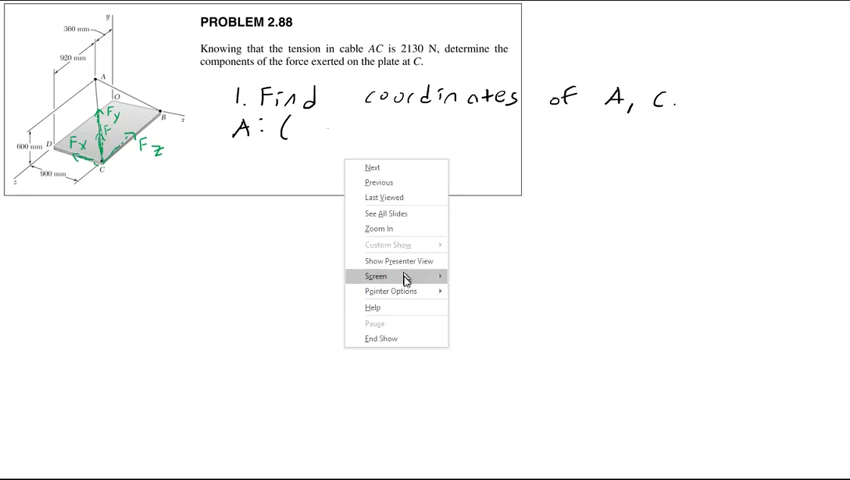 PROBLEM 2.88
Knowing that the tension in cable AC is 2130 N, determine the
components of the force exerted on the plate at C.
y
360 mm
920 mm
A
O
B
Fy
F
Fx
Fz
600 mm
D
C
900 mm
z
1. Find coordinates of A, C.
A: (
Next
Previous
Last Viewed
See All Slides
Zoom In
Custom Show
Show Presenter View
Screen
Pointer Options
Help
Pause
End Show